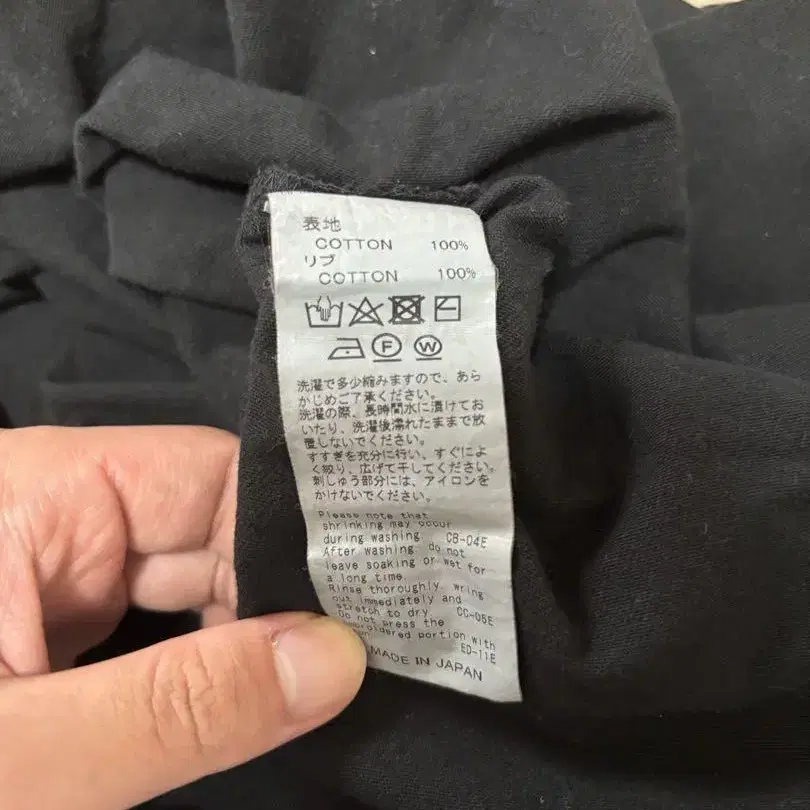 表地
COTTON 100%
リブ
COTTON 100%
F W
洗濯で多少縮みますので、あら
かじめご了承ください。
洗濯の際、長時間水に漬けてお
いたり、洗濯後濡れたままで放
置しないでください。
すすぎを充分に行い、すぐによ
く絞り、広げて干してください。
刺しゅう部分には、アイロンを
かけないでください。
Please note that
shrinking may occur
during washing CB-04E
After washing, do not
leave soaking or wet for
a long time.
Rinse thoroughly, wring
out immediately and
stretch to dry. CC-05E
Do not press the
embroidered portion with
ED-11E
MADE IN JAPAN